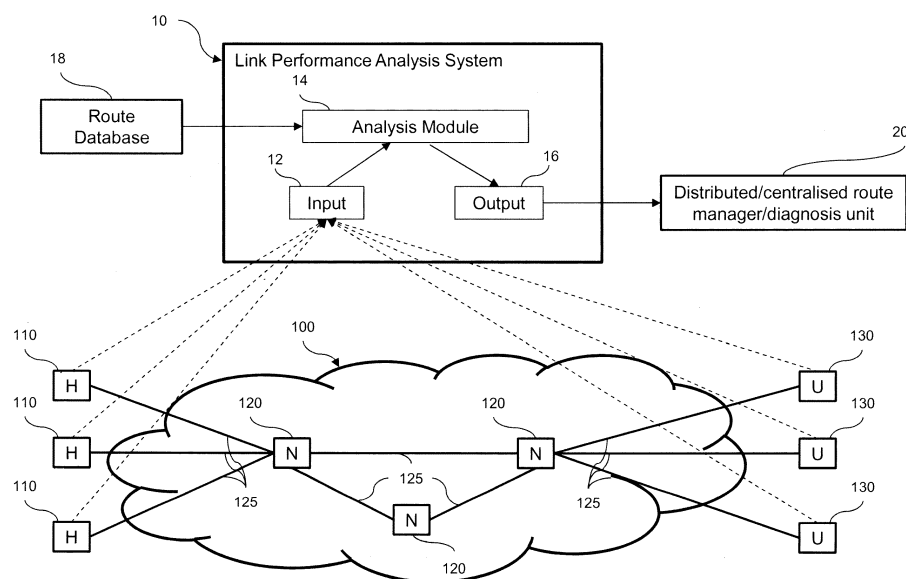 10
Link Performance Analysis System
18
14
Route
Database
Analysis Module
20
12
16
Input
Output
Distributed/centralised route
manager/diagnosis unit
110
100
130
H
U
110
120
120
130
H
N
N
U
125
125
125
110
130
N
H
120
U